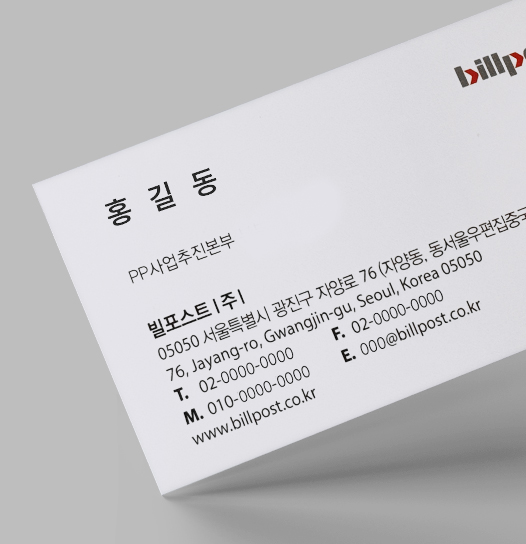 billpo
홍 길 동
PP사업추진본부
빌포스트 | 주 |
05050 서울특별시 광진구 자양로 76 (자양동, 동서울우편집중국
76, Jayang-ro, Gwangjin-gu, Seoul, Korea 05050
T. 02-0000-0000 F. 02-0000-0000
M. 010-0000-0000 E. 000@billpost.co.kr
www.billpost.co.kr